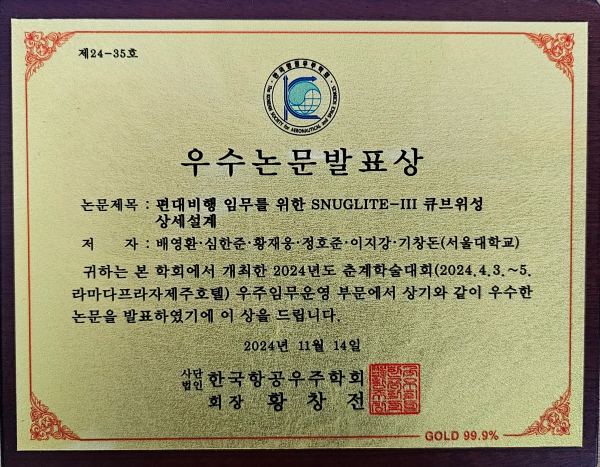 제24-35호
한국항공우주학회
THE KOREAN SOCIETY for AERONAUTICAL and SPACE SCIENCES
우수논문발표상
논문제목 : 편대비행 임무를 위한 SNUGLITE-III 큐브위성
상세설계
저 자 : 배영환·심한준·황재웅·정호준·이지강·기창돈(서울대학교)
귀하는 본 학회에서 개최한 2024년도 춘계학술대회(2024.4.3.~5.
라마다프라자제주호텔) 우주임무운영 부문에서 상기와 같이 우수한
논문을 발표하였기에 이 상을 드립니다.
2024년 11월 14일
사단법인 한국항공우주학회
회장 황창전
GOLD 99.9%